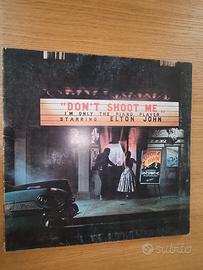 "DON'T SHOOT ME
I'M ONLY THE PIANO PLAYER"
STARRING ELTON JOHN
subito